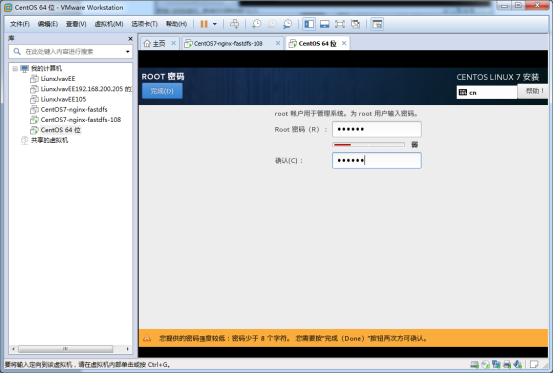 CentOS 64 位 - VMware Workstation
文件(F) 编辑(E) 查看(V) 虚拟机(M) 选项卡(T) 帮助(H)
库
在此处键入内容进行搜索
我的计算机
LiunxJvavEE
LiunxJvavEE192.168.200.205 的
LiunxJvavEE105
CentOS7-nginx-fastdfs
CentOS7-nginx-fastdfs-108
CentOS 64 位
共享的虚拟机
主页
CentOS7-nginx-fastdfs-108
CentOS 64 位
ROOT 密码
完成(D)
CENTOS LINUX 7 安装
cn
帮助！
root 帐户用于管理系统。为 root 用户输入密码。
Root 密码（R）：
••••••
弱
确认(C)：
••••••
您提供的密码强度较低：密码少于 8 个字符。 您需要按"完成（Done）"按钮两次方可确认。
要将输入定向到该虚拟机，请在虚拟机内部单击或按 Ctrl+G。